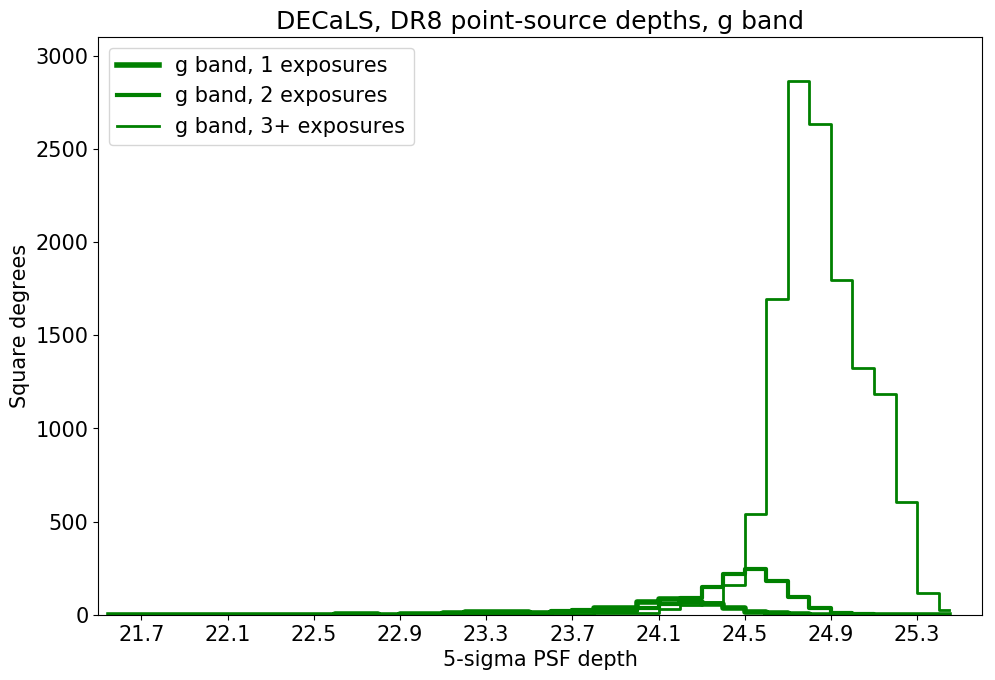 DECaLS, DR8 point-source depths, g band
g band, 1 exposures
g band, 2 exposures
g band, 3+ exposures
Square degrees
3000
2500
2000
1500
1000
500
0
21.7 22.1 22.5 22.9 23.3 23.7 24.1 24.5 24.9 25.3
5-sigma PSF depth